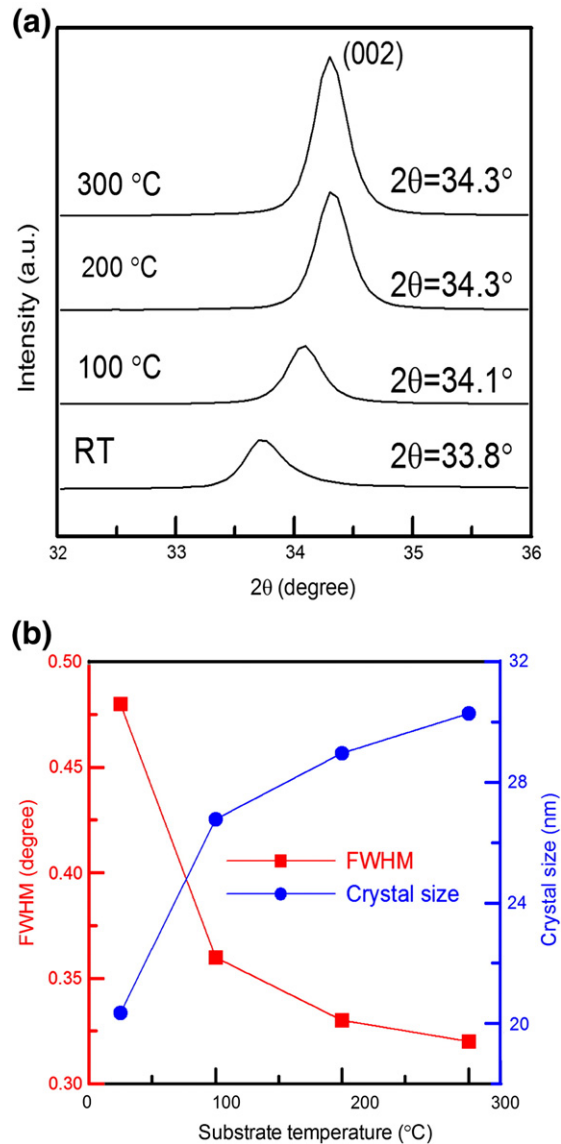 (a)
(002)
300 °C
2θ=34.3°
200 °C
2θ=34.3°
100 °C
2θ=34.1°
RT
2θ=33.8°
Intensity (a.u.)
32 33 34 35 36
2θ (degree)
(b)
0.50
0.45
0.40
0.35
0.30
FWHM (degree)
FWHM
Crystal size
32
28
24
20
Crystal size (nm)
0 100 200 300
Substrate temperature (°C)